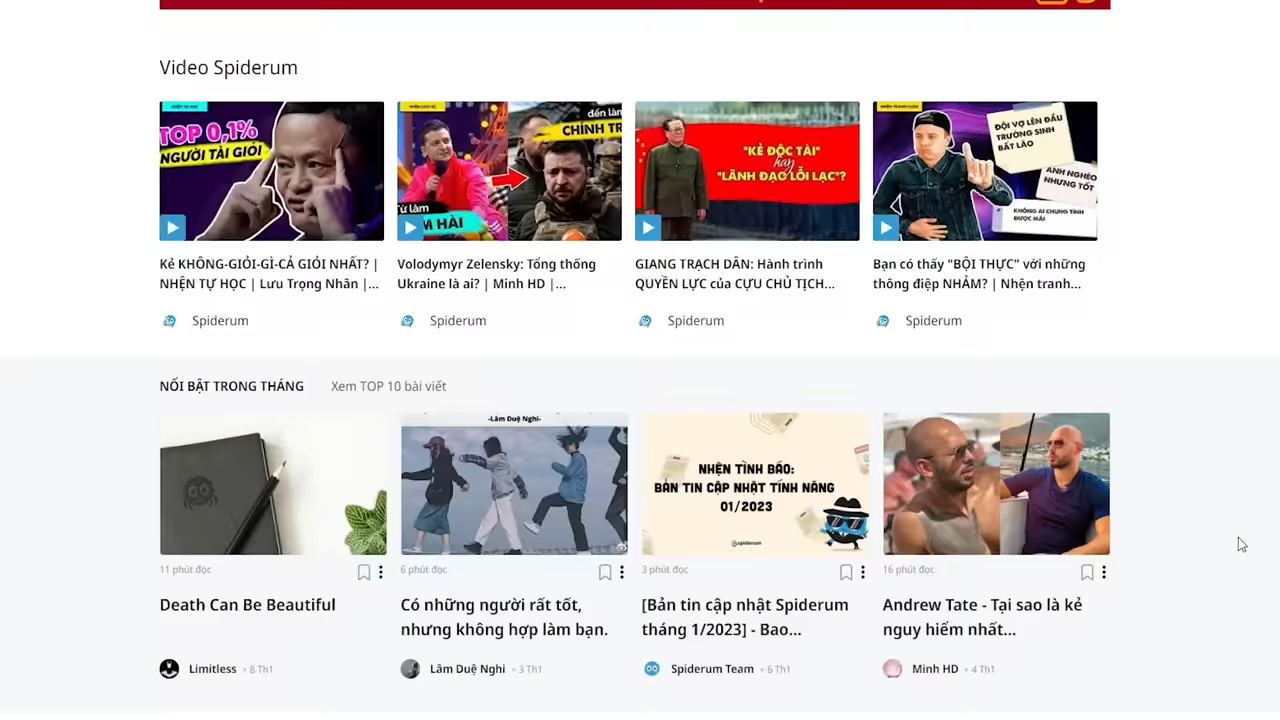 Video Spiderum
TOP 0,1%
NGƯỜI TÀI GIỎI
Từ làm
ẤM HÀI
đến làm
CHÍNH TR
"KẺ ĐỘC TÀI"
hay
"LÃNH ĐẠO LỖI LẠC"?
ĐỘI VỢ LÊN ĐẦU
TRƯỜNG SINH
BẤT LÃO
ANH NGHÈO
NHƯNG TỐT
KHÔNG AI CHUNG TÌNH
ĐƯỢC MÃI
Kẻ KHÔNG-GIỎI-GÌ-CẢ GIỎI NHẤT? |
NHỆN TỰ HỌC | Lưu Trọng Nhân |...
Volodymyr Zelensky: Tổng thống
Ukraine là ai? | Minh HD |...
GIANG TRẠCH DÂN: Hành trình
QUYỀN LỰC của CỰU CHỦ TỊCH...
Bạn có thấy "BỘI THỰC" với những
thông điệp NHẢM? | Nhện tranh...
Spiderum
Spiderum
Spiderum
Spiderum
NỔI BẬT TRONG THÁNG
Xem TOP 10 bài viết
-Lâm Duệ Nghi-
NHỆN TÌNH BÁO:
BẢN TIN CẬP NHẬT TÍNH NĂNG
01/2023
spiderum
11 phút đọc
6 phút đọc
3 phút đọc
16 phút đọc
Death Can Be Beautiful
Có những người rất tốt,
nhưng không hợp làm bạn.
[Bản tin cập nhật Spiderum
tháng 1/2023] - Bao...
Andrew Tate - Tại sao là kẻ
nguy hiểm nhất...
Limitless • 8 Th1
Lâm Duệ Nghi • 3 Th1
Spiderum Team • 6 Th1
Minh HD • 4 Th1